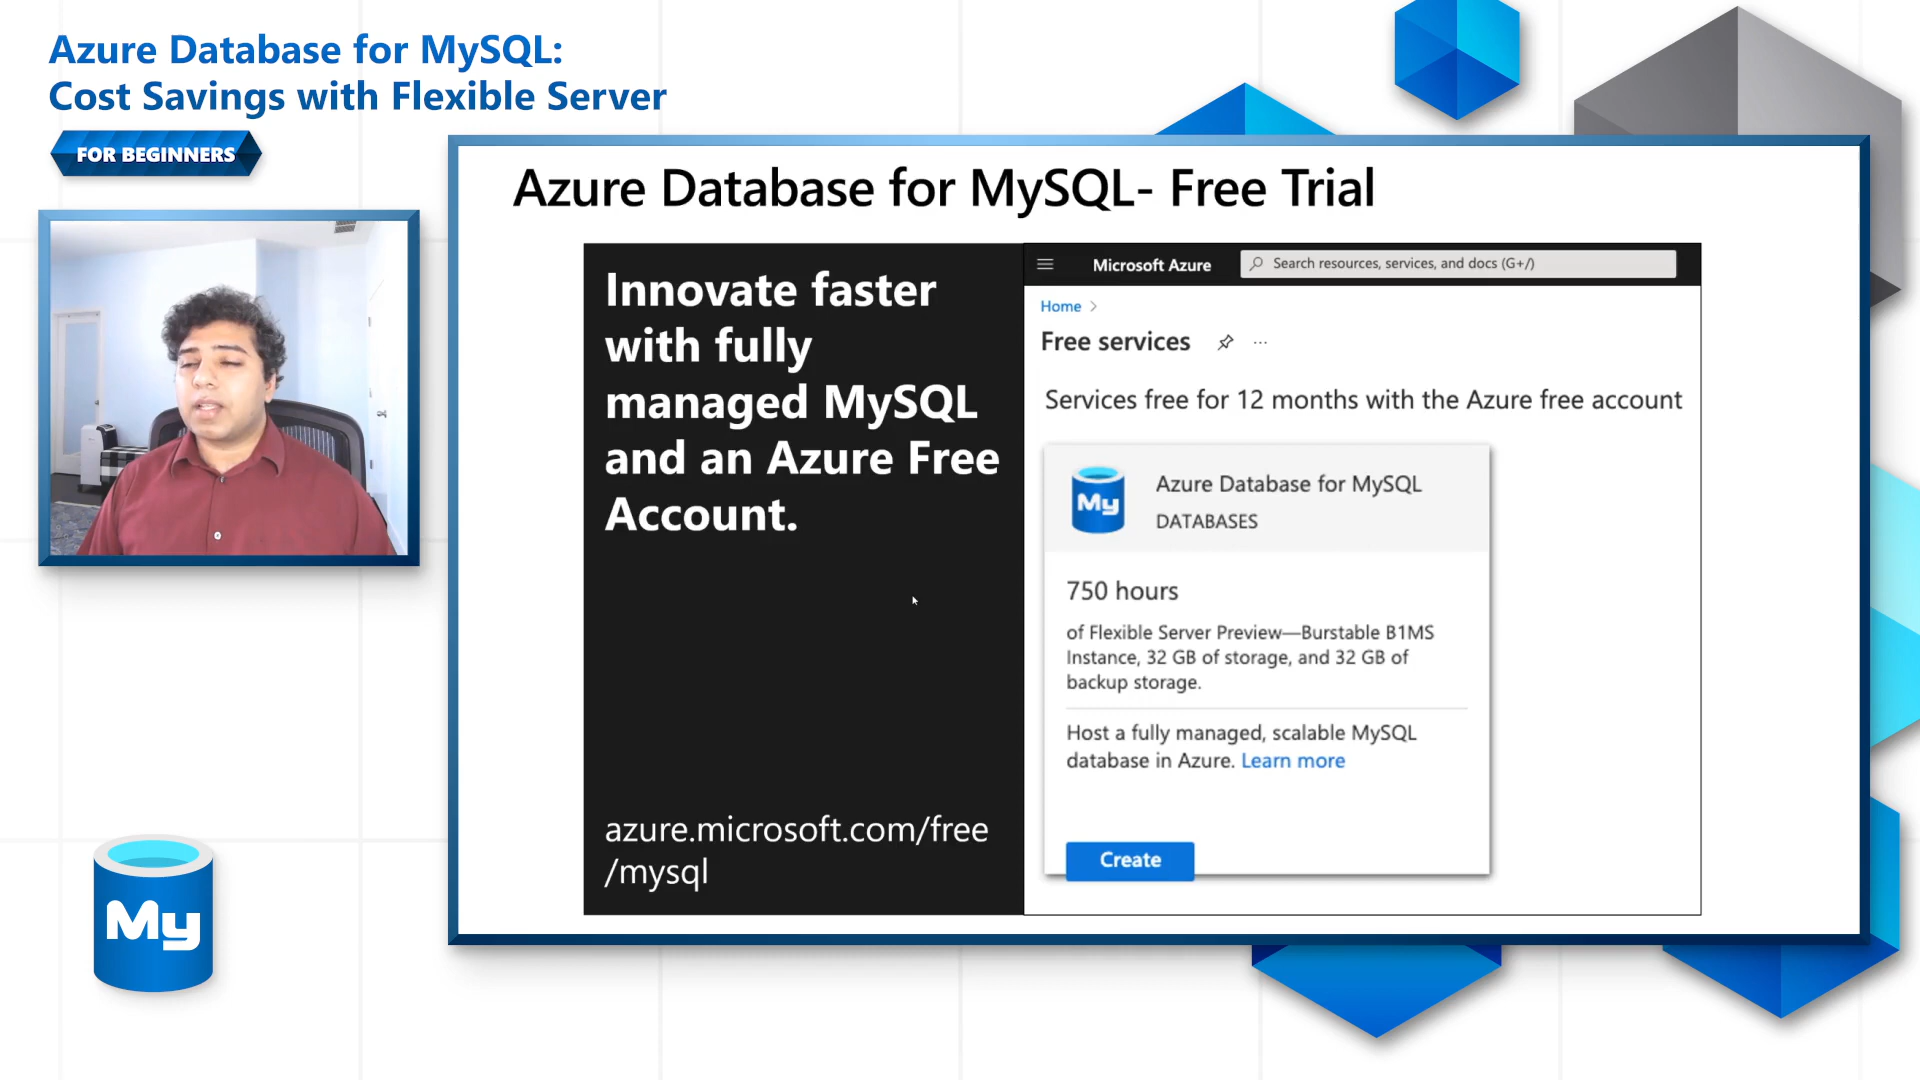 Azure Database for MySQL:
Cost Savings with Flexible Server
FOR BEGINNERS
Azure Database for MySQL- Free Trial
Innovate faster
with fully
managed MySQL
and an Azure Free
Account.
azure.microsoft.com/free
/mysql
Microsoft Azure
Search resources, services, and docs (G+/)
Home >
Free services
...
Services free for 12 months with the Azure free account
My
Azure Database for MySQL
DATABASES
750 hours
of Flexible Server Preview—Burstable B1MS
Instance, 32 GB of storage, and 32 GB of
backup storage.
Host a fully managed, scalable MySQL
database in Azure. Learn more
Create
My